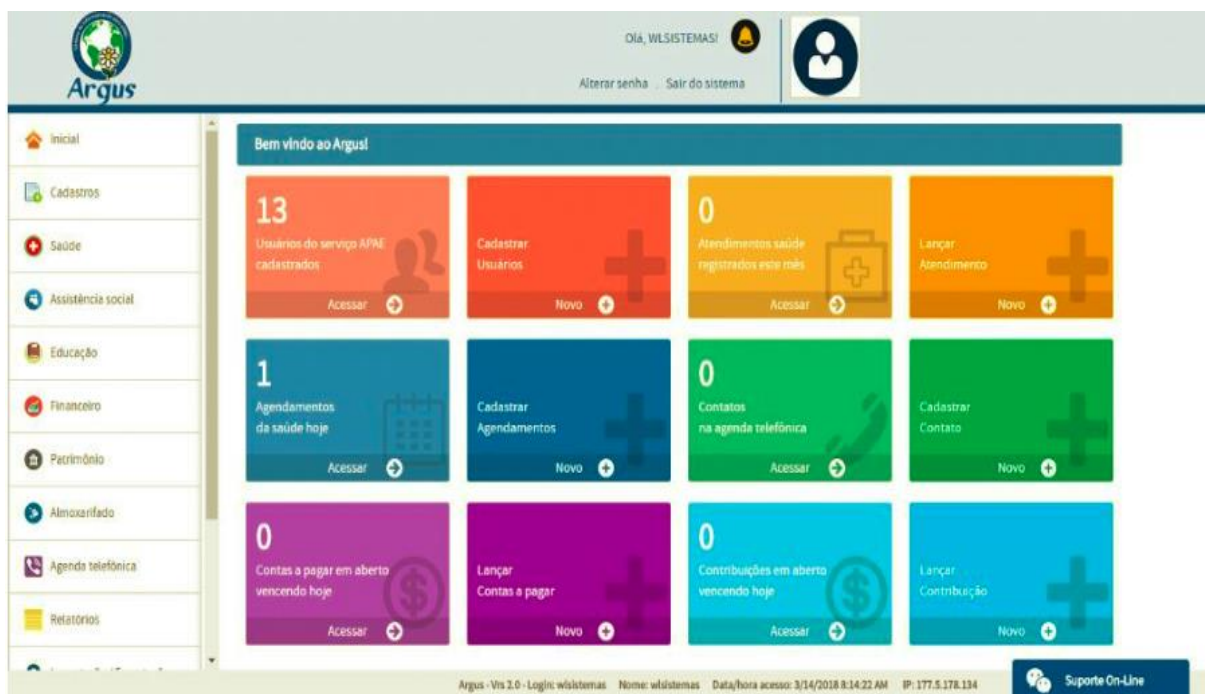 Argus
Olá, WLSISTEMAS!
Alterar senha . Sair do sistema
Inicial
Cadastros
Saúde
Assistência social
Educação
Financeiro
Patrimônio
Almoxarifado
Agenda telefônica
Relatórios
Bem vindo ao Argus!
13
Usuários do serviço APAE
cadastrados
Acessar
Cadastrar
Usuários
Novo
0
Atendimentos saúde
registrados este mês
Acessar
Lançar
Atendimento
Novo
1
Agendamentos
da saúde hoje
Acessar
Cadastrar
Agendamentos
Novo
0
Contatos
na agenda telefônica
Acessar
Cadastrar
Contato
Novo
0
Contas a pagar em aberto
vencendo hoje
Acessar
Lançar
Contas a pagar
Novo
0
Contribuições em aberto
vencendo hoje
Acessar
Lançar
Contribuição
Novo
Argus - Vrs 2.0 - Login: wlsistemas Nome: wlsistemas Data/hora acesso: 3/14/2018 8:14:22 AM IP: 177.5.178.134
Suporte On-Line